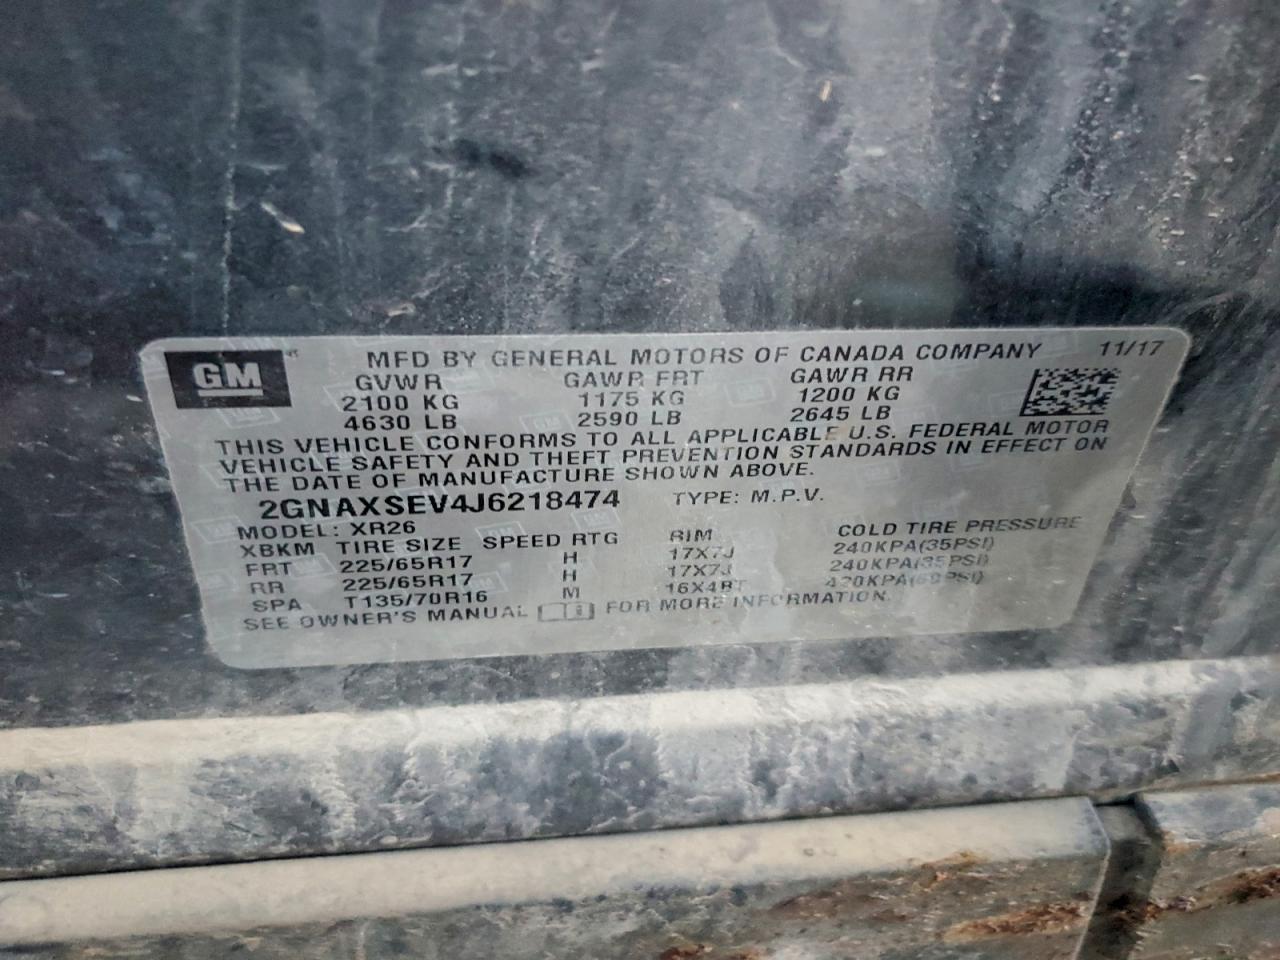 GM MFD BY GENERAL MOTORS OF CANADA COMPANY 11/17
GVWR GAWR FRT GAWR RR
2100 KG 1175 KG 1200 KG
4630 LB 2590 LB 2645 LB
THIS VEHICLE CONFORMS TO ALL APPLICABLE U.S. FEDERAL MOTOR
VEHICLE SAFETY AND THEFT PREVENTION STANDARDS IN EFFECT ON
THE DATE OF MANUFACTURE SHOWN ABOVE.
2GNAXSEV4J6218474 TYPE: M.P.V.
MODEL: XR26
XBKM TIRE SIZE SPEED RTG RIM COLD TIRE PRESSURE
FRT 225/65R17 H 17X7J 240KPA(35PSI)
RR 225/65R17 H 17X7J 240KPA(35PSI)
SPA T135/70R16 M 16X4BT 420KPA(60PSI)
SEE OWNER'S MANUAL FOR MORE INFORMATION.